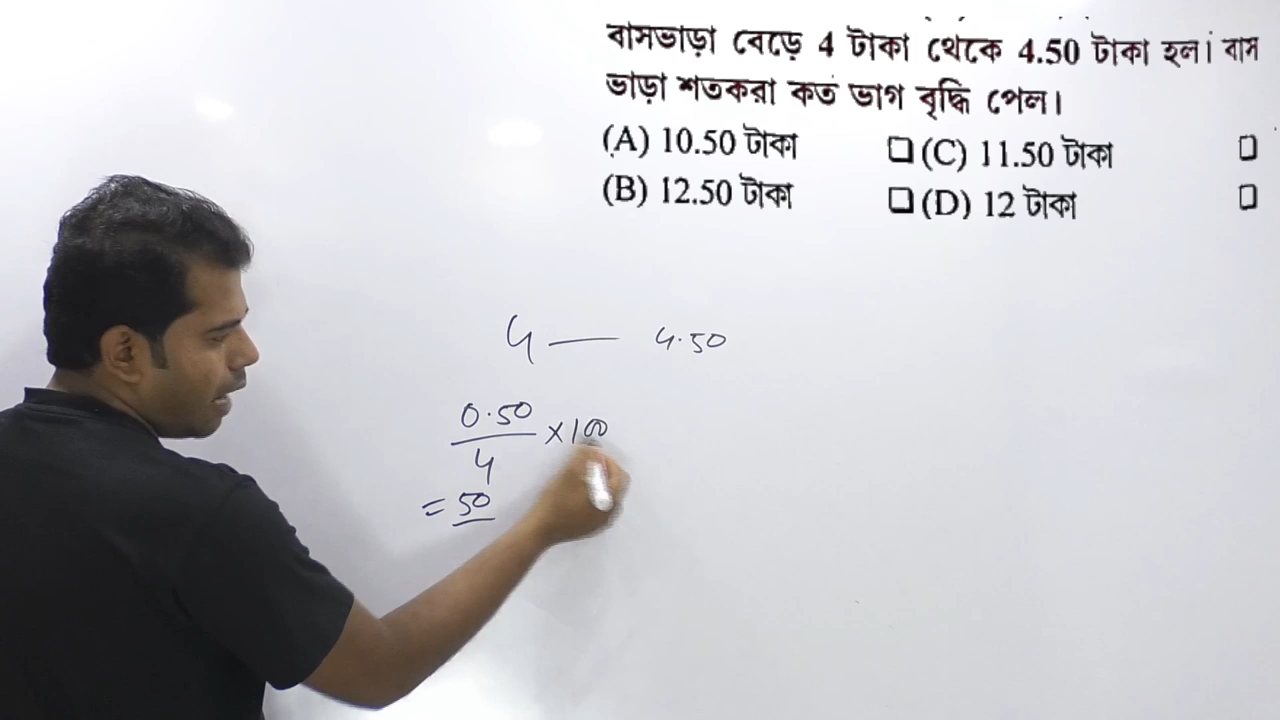 বাসভাড়া বেড়ে 4 টাকা থেকে 4.50 টাকা হল। বাস
ভাড়া শতকরা কত ভাগ বৃদ্ধি পেল।
(A) 10.50 টাকা □ (C) 11.50 টাকা □
(B) 12.50 টাকা □ (D) 12 টাকা □
4 — 4.50
0.50
4
×100
= 50